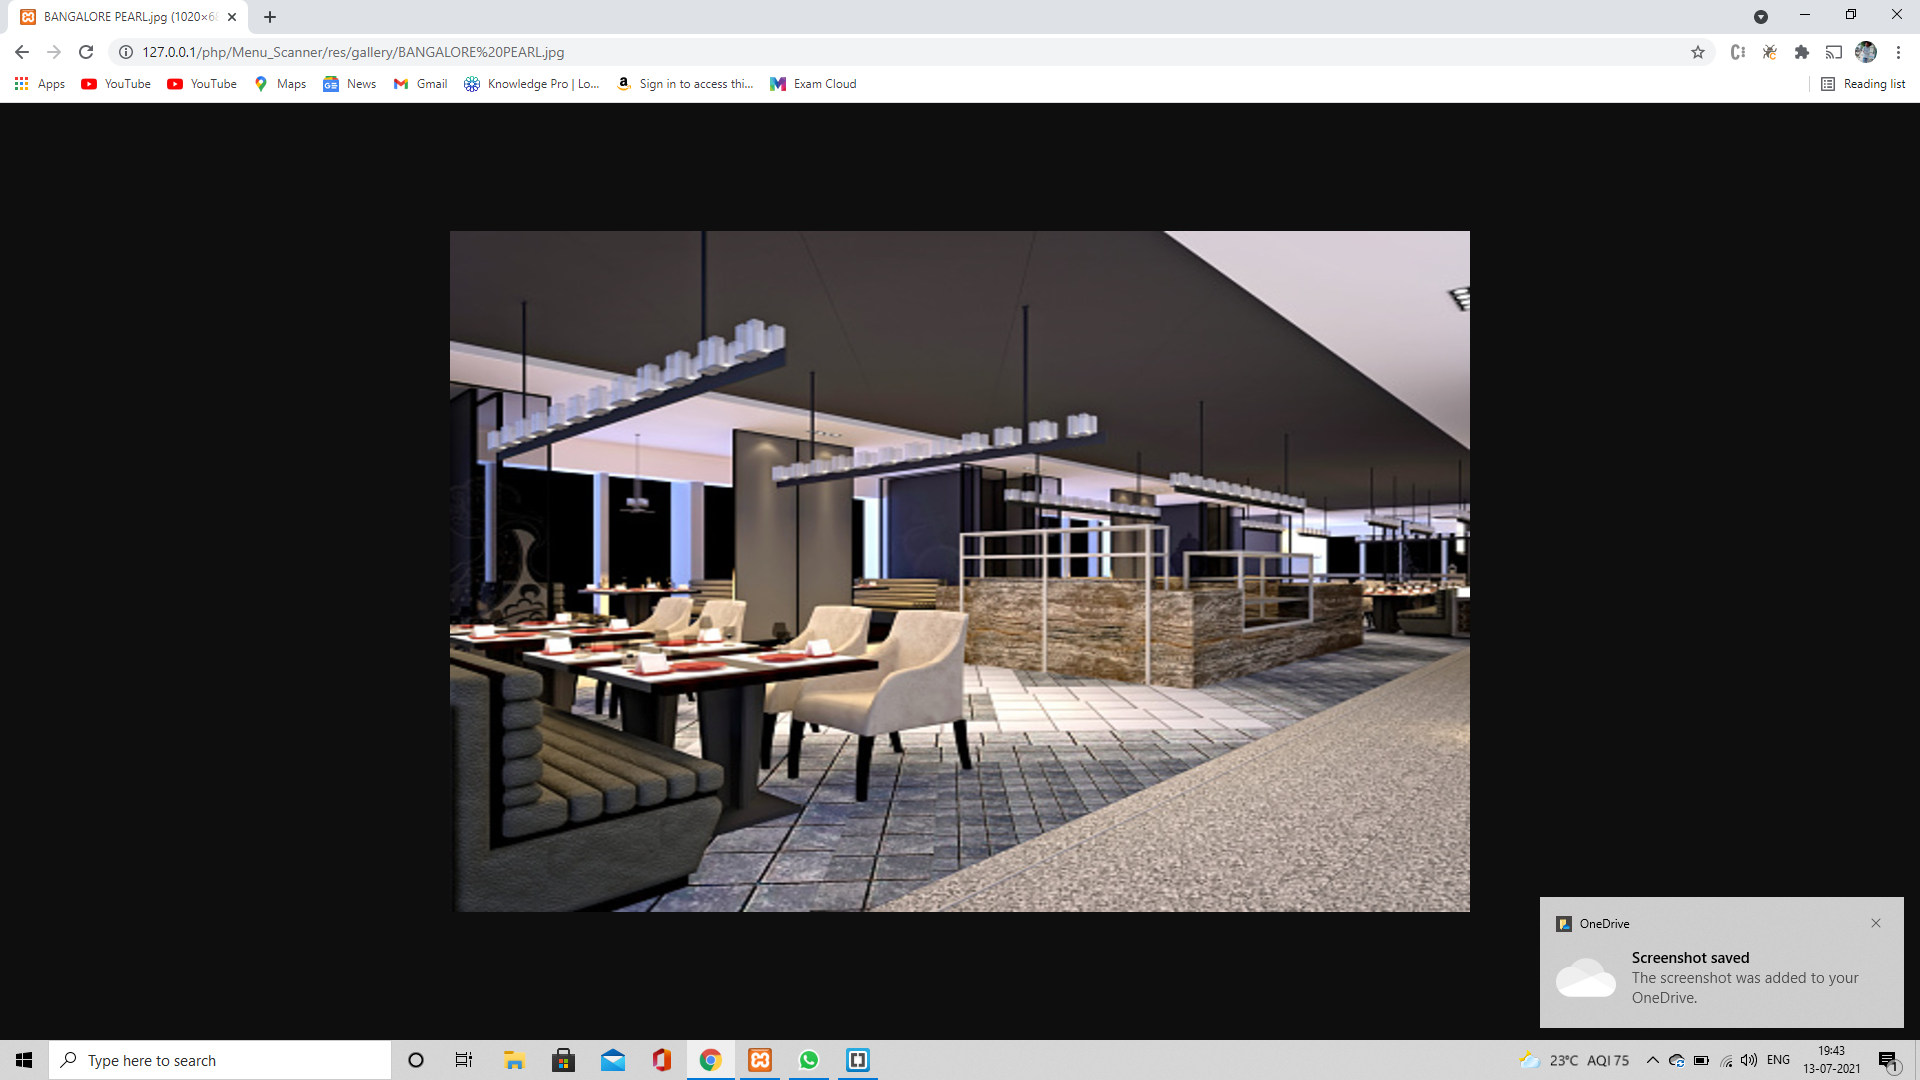 BANGALORE PEARL.jpg (1020×68
127.0.0.1/php/Menu_Scanner/res/gallery/BANGALORE%20PEARL.jpg
Apps YouTube YouTube Maps News Gmail Knowledge Pro | Lo... Sign in to access thi... Exam Cloud Reading list
OneDrive
Screenshot saved
The screenshot was added to your
OneDrive.
Type here to search
23°C AQI 75 ENG
19:43
13-07-2021
1